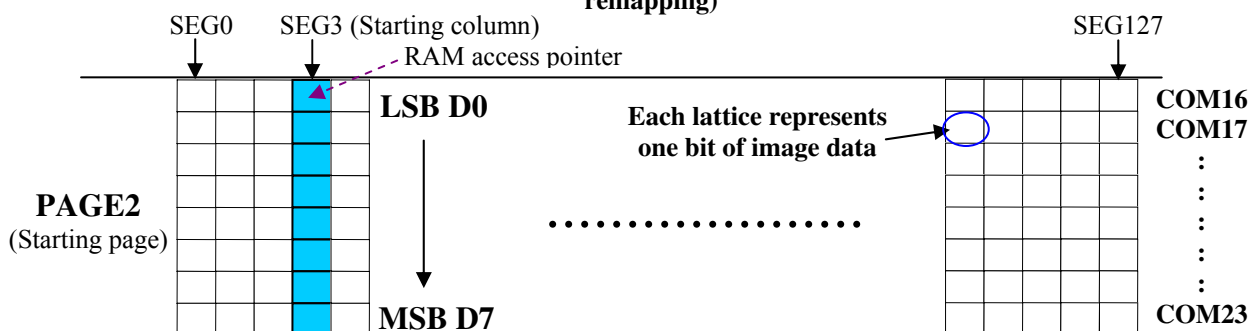 remapping)
SEG0 SEG3 (Starting column) SEG127
RAM access pointer
LSB D0
Each lattice represents
one bit of image data
COM16
COM17
:
:
:
:
:
PAGE2
(Starting page)
........................
MSB D7
COM23